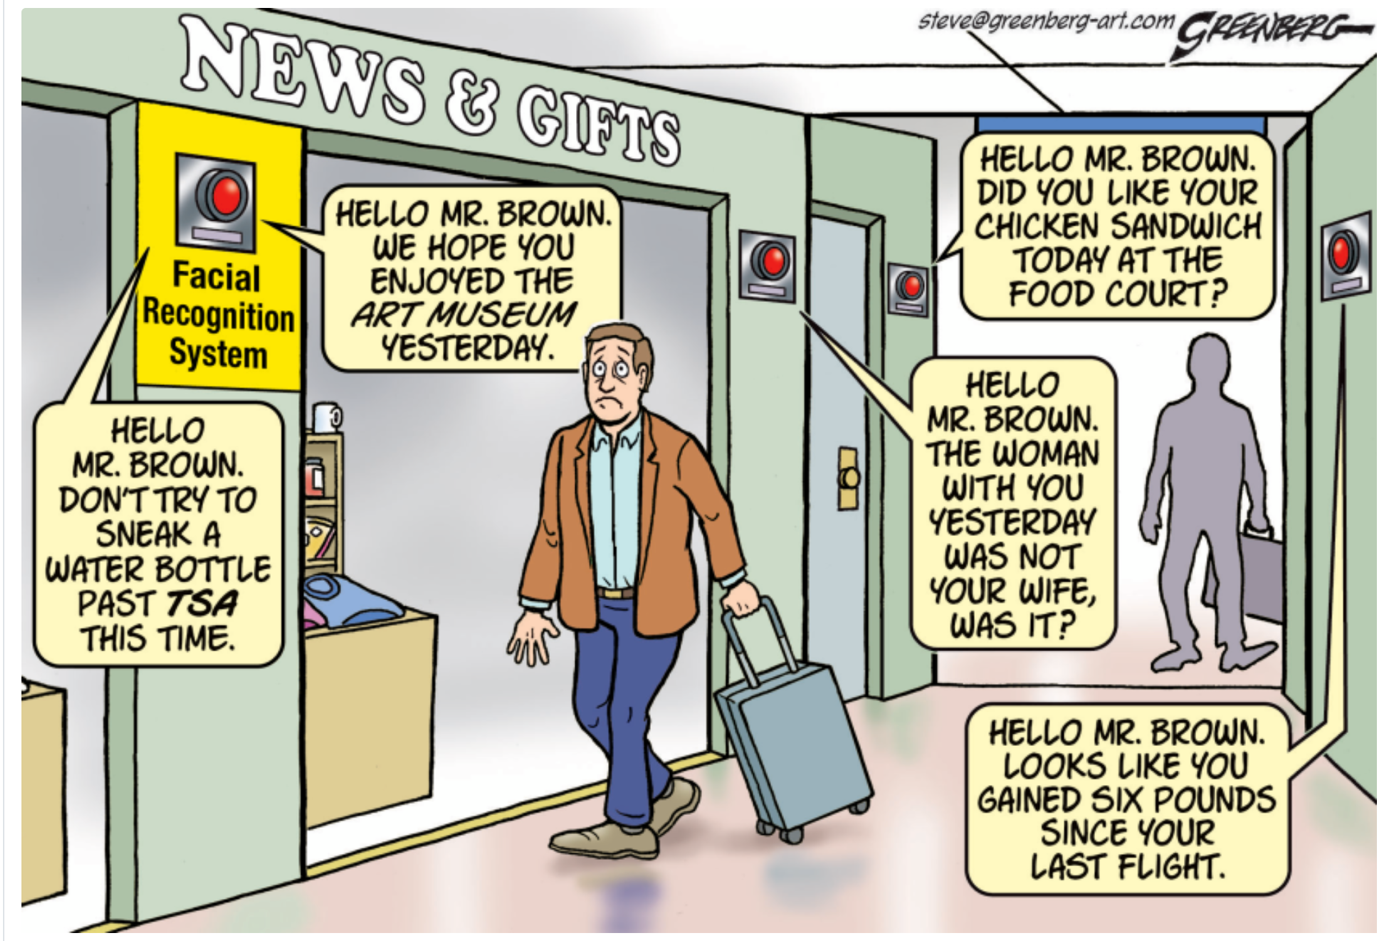 steve@greenberg-art.com GREENBERG
NEWS & GIFTS
Facial
Recognition
System
HELLO MR. BROWN.
WE HOPE YOU
ENJOYED THE
ART MUSEUM
YESTERDAY.
HELLO
MR. BROWN.
DON'T TRY TO
SNEAK A
WATER BOTTLE
PAST TSA
THIS TIME.
HELLO MR. BROWN.
DID YOU LIKE YOUR
CHICKEN SANDWICH
TODAY AT THE
FOOD COURT?
HELLO
MR. BROWN.
THE WOMAN
WITH YOU
YESTERDAY
WAS NOT
YOUR WIFE,
WAS IT?
HELLO MR. BROWN.
LOOKS LIKE YOU
GAINED SIX POUNDS
SINCE YOUR
LAST FLIGHT.